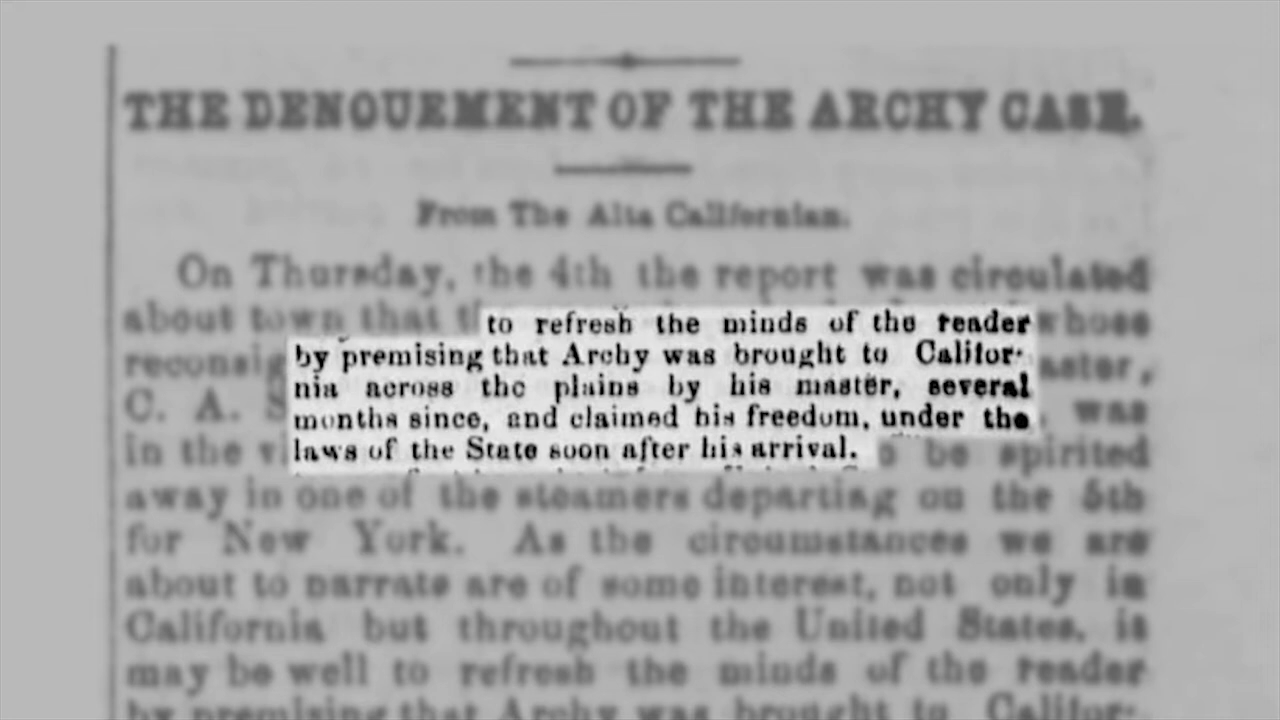 THE DENOUEMENT OF THE ARCHY CASE.
From The Alta Californian.
On Thursday, the 4th the report was circulated
about town that
whose
reconsig
aster,
C. A. S
was
in the vi
to be spirited
to refresh the minds of the reader
by premising that Archy was brought to Califor-
nia across the plains by his master, several
months since, and claimed his freedom, under the
laws of the State soon after his arrival.
away in one of the steamers departing on the 5th
for New York. As the circumstances we are
about to narrate are of some interest, not only in
California but throughout the United States, it
may be well to refresh the minds of the reader
by premising that Archy was brought to Califor-